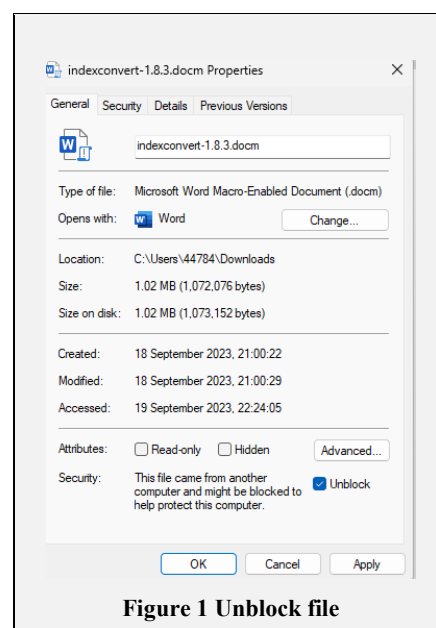 indexconvert-1.8.3.docm Properties
General Security Details Previous Versions
indexconvert-1.8.3.docm
Type of file: Microsoft Word Macro-Enabled Document (.docm)
Opens with: Word Change...
Location: C:\Users\44784\Downloads
Size: 1.02 MB (1,072,076 bytes)
Size on disk: 1.02 MB (1,073,152 bytes)
Created: 18 September 2023, 21:00:22
Modified: 18 September 2023, 21:00:29
Accessed: 19 September 2023, 22:24:05
Attributes: Read-only Hidden Advanced...
Security: This file came from another
computer and might be blocked to
help protect this computer.
Unblock
OK Cancel Apply
Figure 1 Unblock file